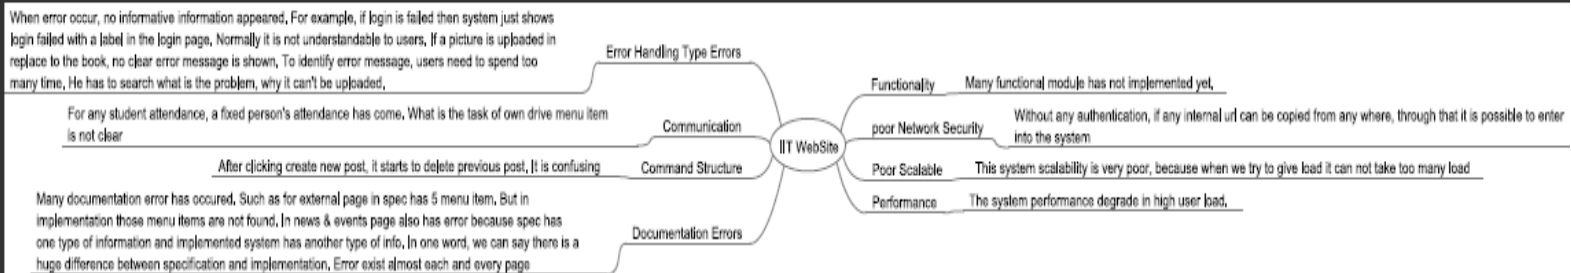 When error occur, no informative information appeared. For example, if login is failed then system just shows
login failed with a label in the login page. Normally it is not understandable to users. If a picture is uploaded in
replace to the book, no clear error message is shown. To identify error message, users need to spend too
many time. He has to search what is the problem, why it can't be uploaded.
Error Handling Type Errors
For any student attendance, a fixed person's attendance has come. What is the task of own drive menu item
is not clear
Communication
After clicking create new post, it starts to delete previous post. It is confusing
Command Structure
Many documentation error has occured. Such as for external page in spec has 5 menu item. But in
implementation those menu items are not found. In news & events page also has error because spec has
one type of information and implemented system has another type of info. In one word, we can say there is a
huge difference between specification and implementation. Error exist almost each and every page
Documentation Errors
IIT WebSite
Functionality
Many functional module has not implemented yet.
poor Network Security
Without any authentication, if any internal url can be copied from any where, through that it is possible to enter
into the system
Poor Scalable
This system scalability is very poor, because when we try to give load it can not take too many load
Performance
The system performance degrade in high user load.